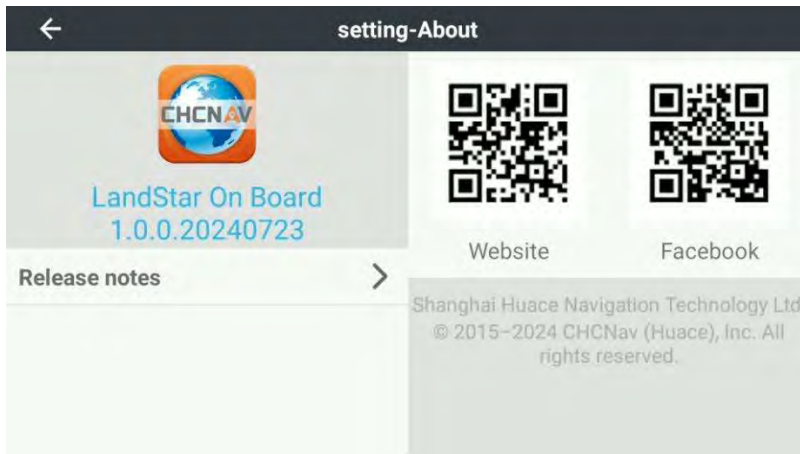 setting-About
CHCNAV
LandStar On Board
1.0.0.20240723
Release notes
Website
Facebook
Shanghai Huace Navigation Technology Ltd
© 2015-2024 CHCNav (Huace), Inc. All
rights reserved.